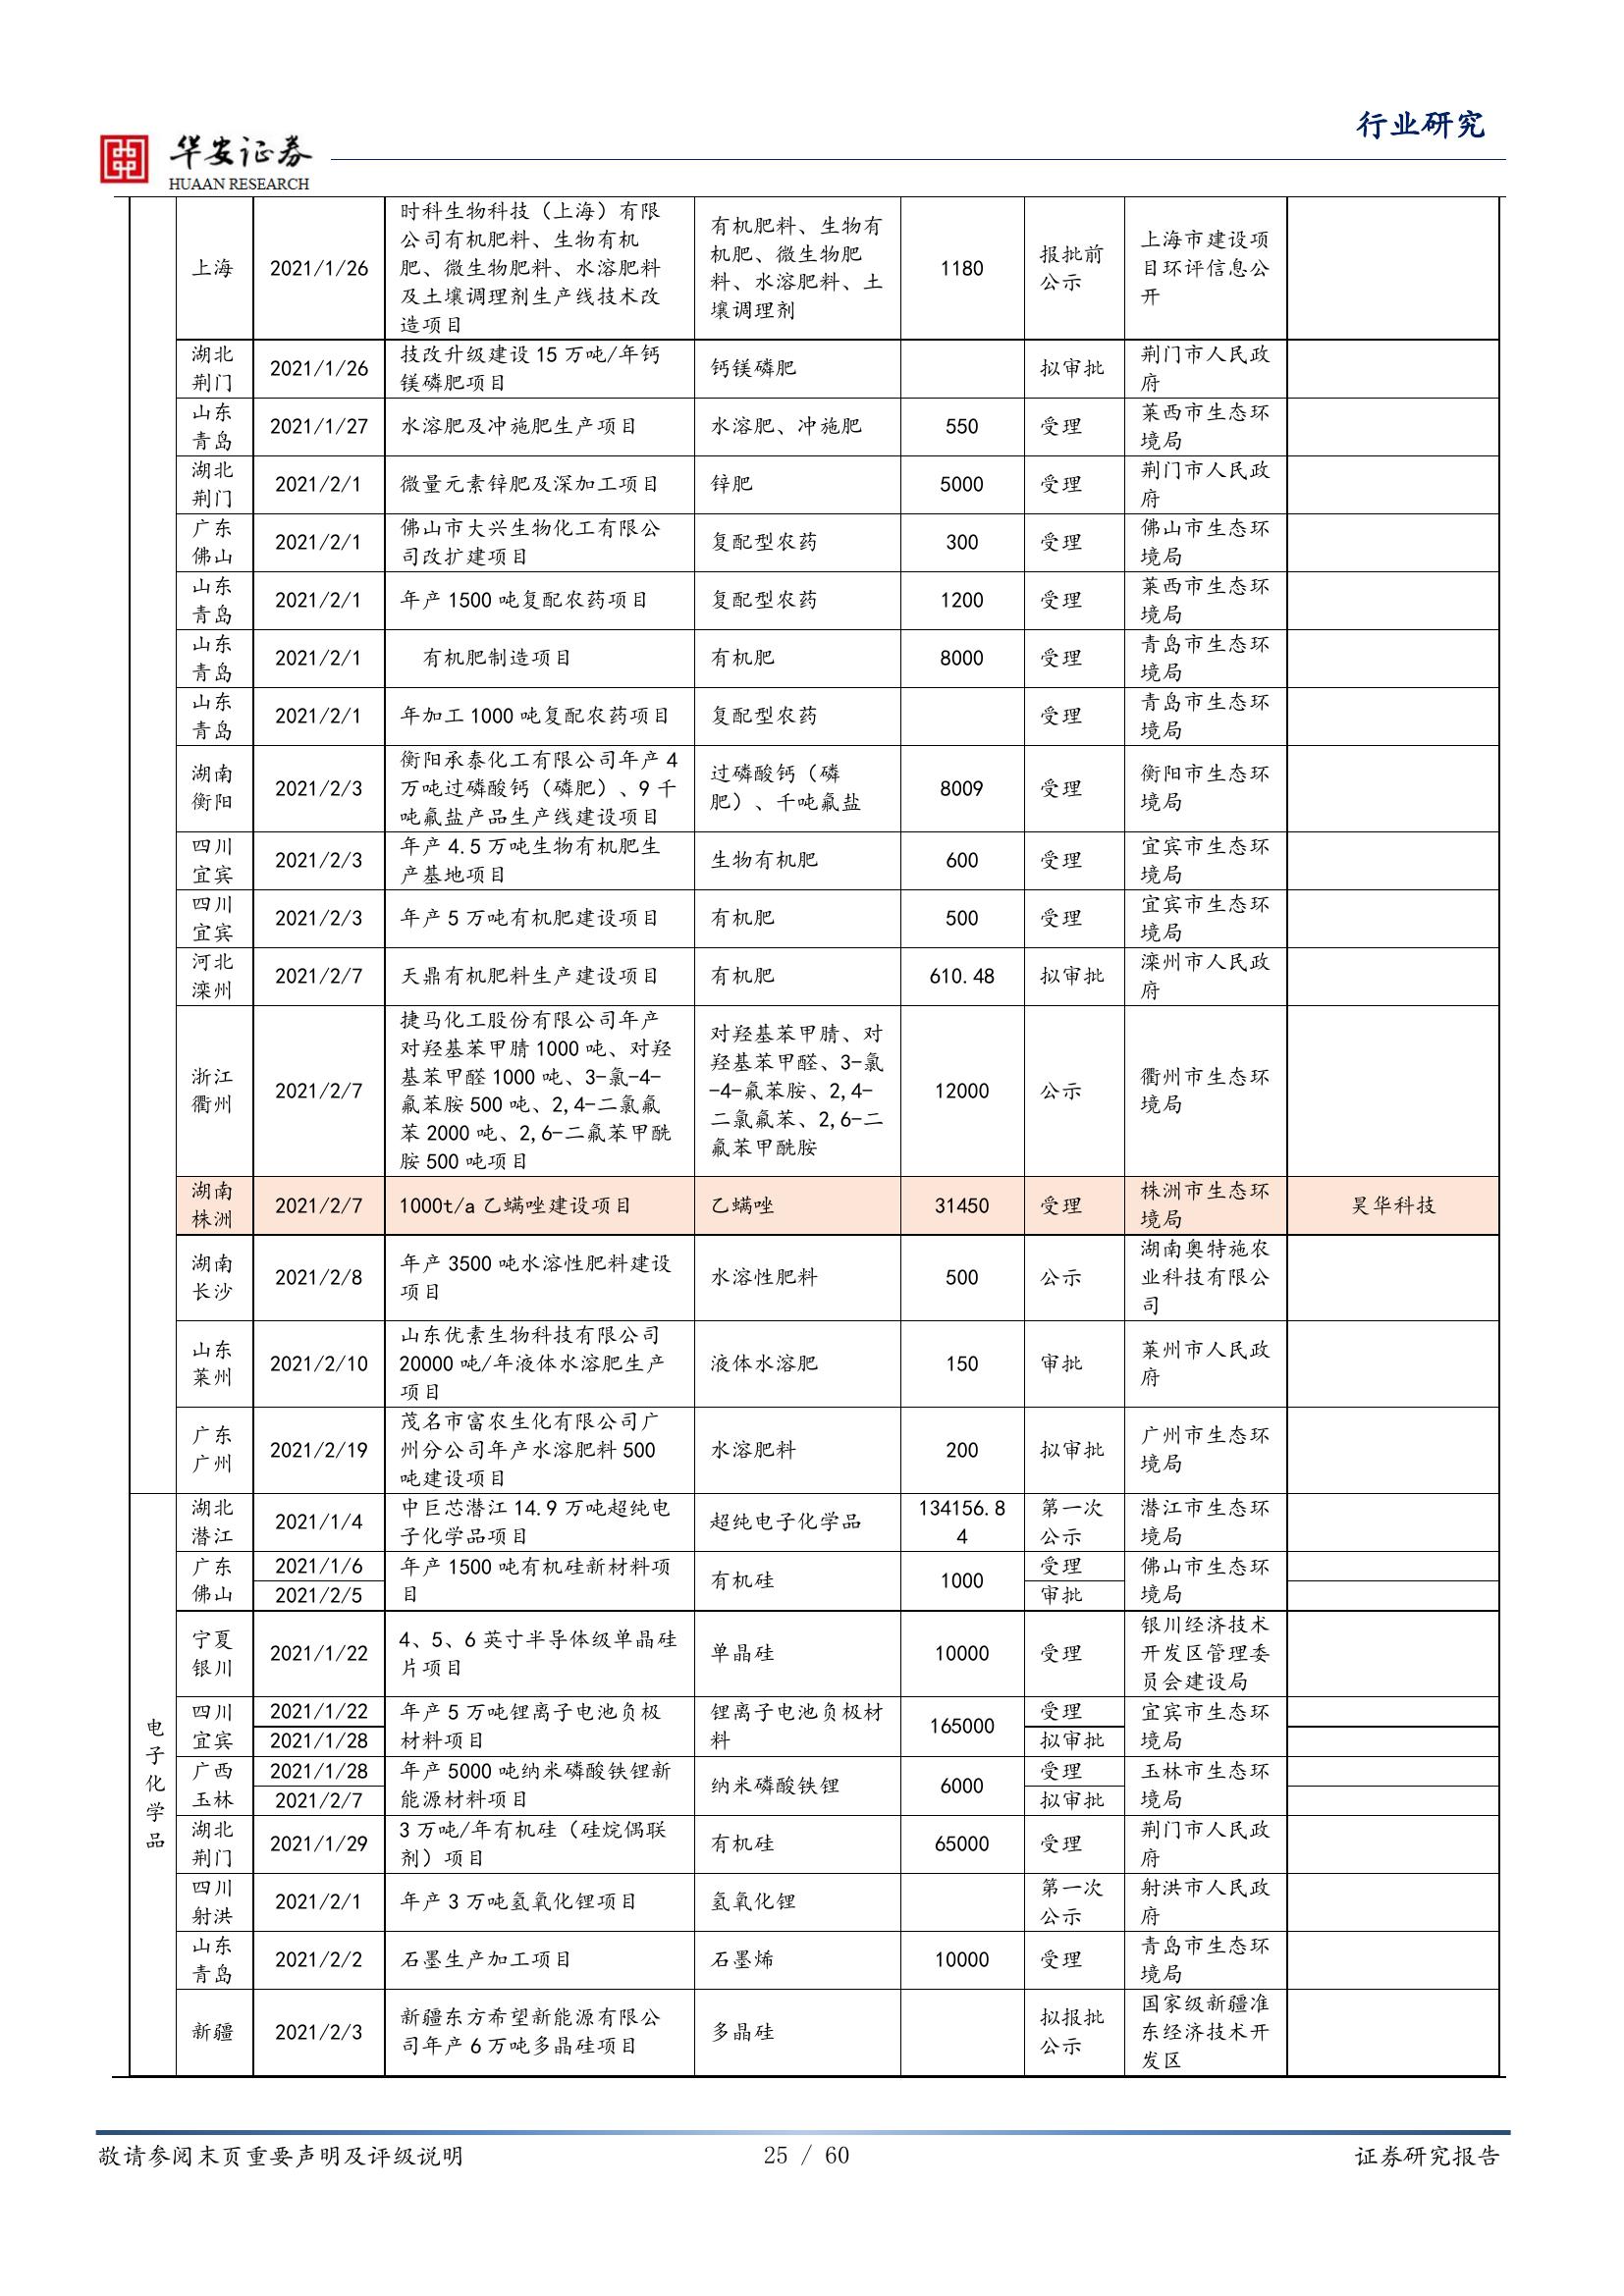 行业研究
华安证券
HUAAN RESEARCH
上海 2021/1/26 时科生物科技（上海）有限公司有机肥料、生物有机肥、微生物肥料、水溶肥料及土壤调理剂生产线技术改造项目 有机肥料、生物有机肥、微生物肥料、水溶肥料、土壤调理剂 1180 报批前公示 上海市建设项目环评信息公开
湖北荆门 2021/1/26 技改升级建设15万吨/年钙镁磷肥项目 钙镁磷肥 拟审批 荆门市人民政府
山东青岛 2021/1/27 水溶肥及冲施肥生产项目 水溶肥、冲施肥 550 受理 莱西市生态环境局
湖北荆门 2021/2/1 微量元素锌肥及深加工项目 锌肥 5000 受理 荆门市人民政府
广东佛山 2021/2/1 佛山市大兴生物化工有限公司改扩建项目 复配型农药 300 受理 佛山市生态环境局
山东青岛 2021/2/1 年产1500吨复配农药项目 复配型农药 1200 受理 莱西市生态环境局
山东青岛 2021/2/1 有机肥制造项目 有机肥 8000 受理 青岛市生态环境局
山东青岛 2021/2/1 年加工1000吨复配农药项目 复配型农药 受理 青岛市生态环境局
湖南衡阳 2021/2/3 衡阳承泰化工有限公司年产4万吨过磷酸钙（磷肥）、9千吨氟盐产品生产线建设项目 过磷酸钙（磷肥）、千吨氟盐 8009 受理 衡阳市生态环境局
四川宜宾 2021/2/3 年产4.5万吨生物有机肥生产基地项目 生物有机肥 600 受理 宜宾市生态环境局
四川宜宾 2021/2/3 年产5万吨有机肥建设项目 有机肥 500 受理 宜宾市生态环境局
河北滦州 2021/2/7 天鼎有机肥料生产建设项目 有机肥 610.48 拟审批 滦州市人民政府
浙江衢州 2021/2/7 捷马化工股份有限公司年产对羟基苯甲腈1000吨、对羟基苯甲醛1000吨、3-氯-4-氟苯胺500吨、2,4-二氯氟苯2000吨、2,6-二氟苯甲酰胺500吨项目 对羟基苯甲腈、对羟基苯甲醛、3-氯-4-氟苯胺、2,4-二氯氟苯、2,6-二氟苯甲酰胺 12000 公示 衢州市生态环境局
湖南株洲 2021/2/7 1000t/a乙螨唑建设项目 乙螨唑 31450 受理 株洲市生态环境局 昊华科技
湖南长沙 2021/2/8 年产3500吨水溶性肥料建设项目 水溶性肥料 500 公示 湖南奥特施农业科技有限公司
山东莱州 2021/2/10 山东优素生物科技有限公司20000吨/年液体水溶肥生产项目 液体水溶肥 150 审批 莱州市人民政府
广东广州 2021/2/19 茂名市富农生化有限公司广州分公司年产水溶肥料500吨建设项目 水溶肥料 200 拟审批 广州市生态环境局
电子化学品
湖北潜江 2021/1/4 中巨芯潜江14.9万吨超纯电子化学品项目 超纯电子化学品 134156.84 第一次公示 潜江市生态环境局
广东佛山 2021/1/6 2021/2/5 年产1500吨有机硅新材料项目 有机硅 1000 受理 审批 佛山市生态环境局
宁夏银川 2021/1/22 4、5、6英寸半导体级单晶硅片项目 单晶硅 10000 受理 银川经济技术开发区管理委员会建设局
四川宜宾 2021/1/22 2021/1/28 年产5万吨锂离子电池负极材料项目 锂离子电池负极材料 165000 受理 拟审批 宜宾市生态环境局
广西玉林 2021/1/28 2021/2/7 年产5000吨纳米磷酸铁锂新能源材料项目 纳米磷酸铁锂 6000 受理 拟审批 玉林市生态环境局
湖北荆门 2021/1/29 3万吨/年有机硅（硅烷偶联剂）项目 有机硅 65000 受理 荆门市人民政府
四川射洪 2021/2/1 年产3万吨氢氧化锂项目 氢氧化锂 第一次公示 射洪市人民政府
山东青岛 2021/2/2 石墨生产加工项目 石墨烯 10000 受理 青岛市生态环境局
新疆 2021/2/3 新疆东方希望新能源有限公司年产6万吨多晶硅项目 多晶硅 拟报批公示 国家级新疆准东经济技术开发区
敬请参阅末页重要声明及评级说明 25 / 60 证券研究报告